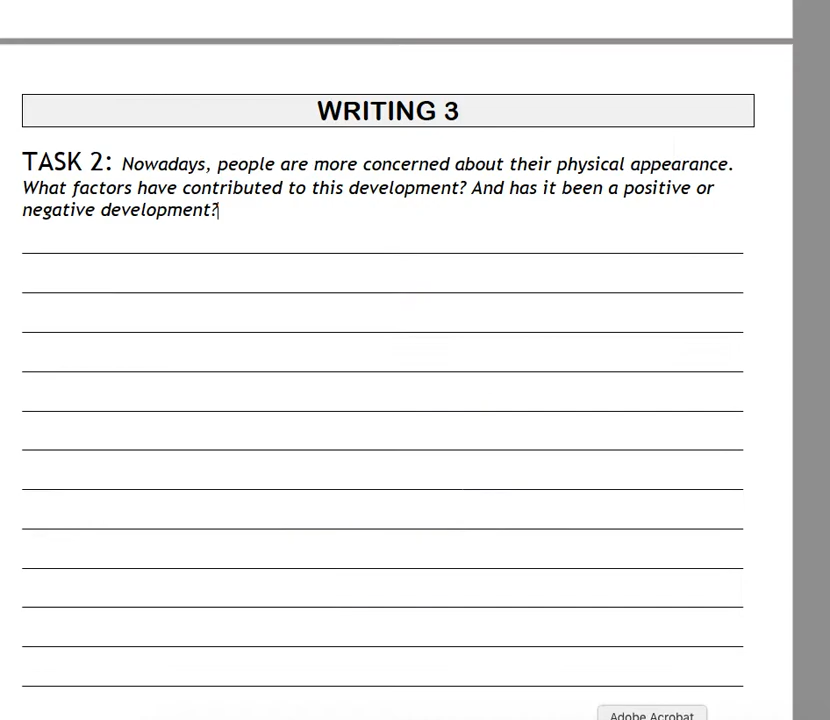 WRITING 3
TASK 2: Nowadays, people are more concerned about their physical appearance.
What factors have contributed to this development? And has it been a positive or
negative development?
Adobe Acrobat